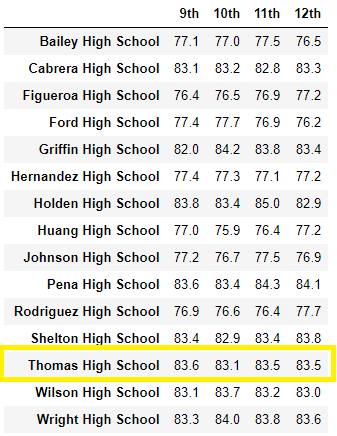 9th 10th 11th 12th
Bailey High School 77.1 77.0 77.5 76.5
Cabrera High School 83.1 83.2 82.8 83.3
Figueroa High School 76.4 76.5 76.9 77.2
Ford High School 77.4 77.7 76.9 76.2
Griffin High School 82.0 84.2 83.8 83.4
Hernandez High School 77.4 77.3 77.1 77.2
Holden High School 83.8 83.4 85.0 82.9
Huang High School 77.0 75.9 76.4 77.2
Johnson High School 77.2 76.7 77.5 76.9
Pena High School 83.6 83.4 84.3 84.1
Rodriguez High School 76.9 76.6 76.4 77.7
Shelton High School 83.4 82.9 83.4 83.8
Thomas High School 83.6 83.1 83.5 83.5
Wilson High School 83.1 83.7 83.2 83.0
Wright High School 83.3 84.0 83.8 83.6